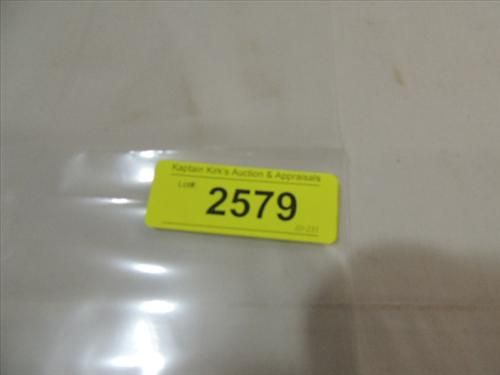 Kaptain Kirk's Auction & Appraisals
Lot# 2579